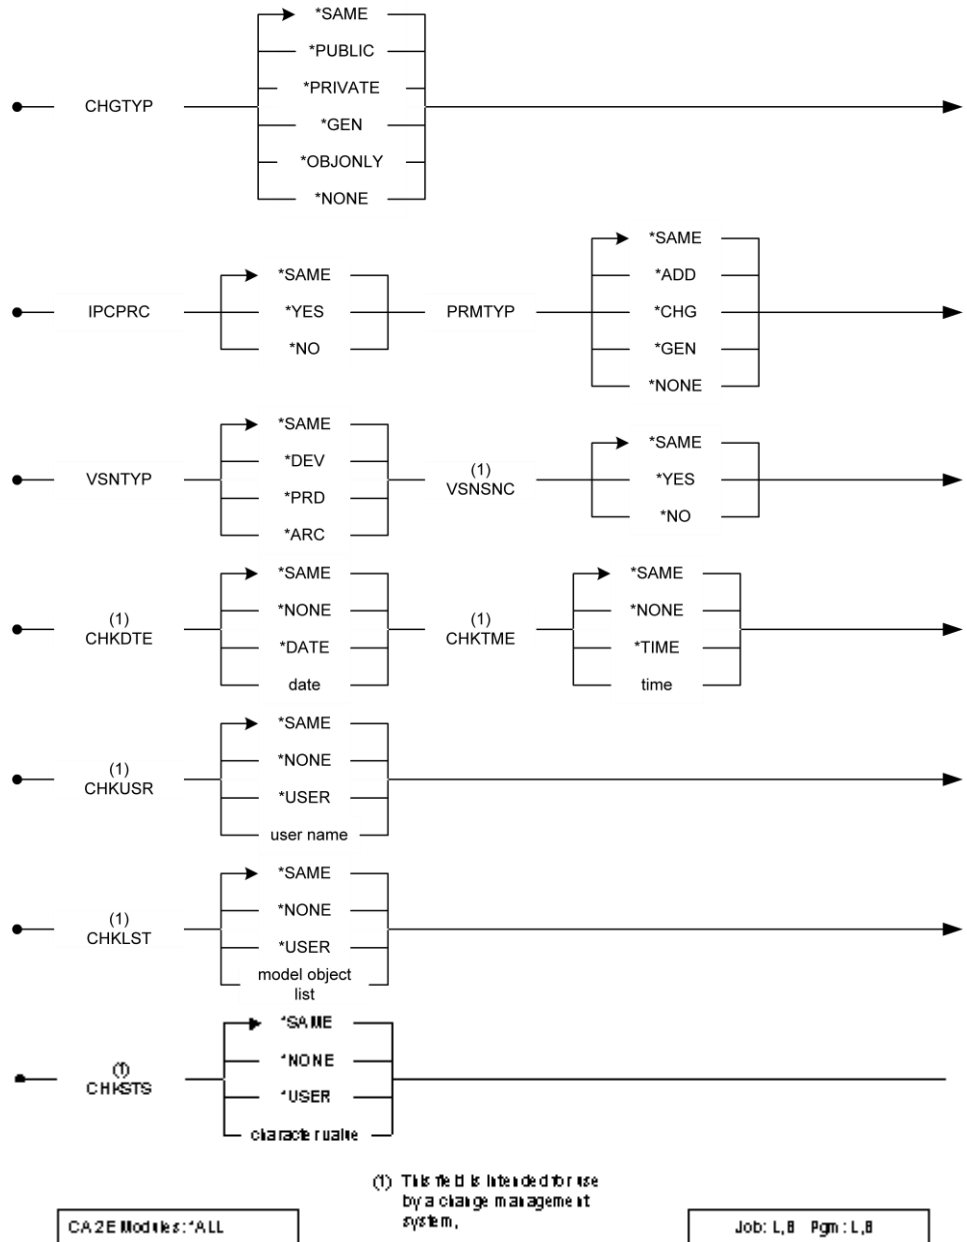 *SAME
*PUBLIC
*PRIVATE
CHGTYP
*GEN
*OBJONLY
*NONE
*SAME
*ADD
*SAME
IPCPRC
*YES
PRMTYP
*CHG
*NO
*GEN
*NONE
*SAME
*DEV
*SAME
VSNTYP
(1)
VSNSNC
*YES
*PRD
*NO
*ARC
*SAME
*SAME
*NONE
*NONE
(1)
CHKDTE
(1)
CHKTME
*DATE
*TIME
date
time
*SAME
*NONE
(1)
CHKUSR
*USER
user name
*SAME
*NONE
(1)
CHKLST
*USER
model object
list
*SAME
*NONE
(1)
CHKSTS
*USER
character value
(1) This field is intended for use
by a change management
system.
CA 2E Modules: *ALL
Job: L,B Pgm: L,B